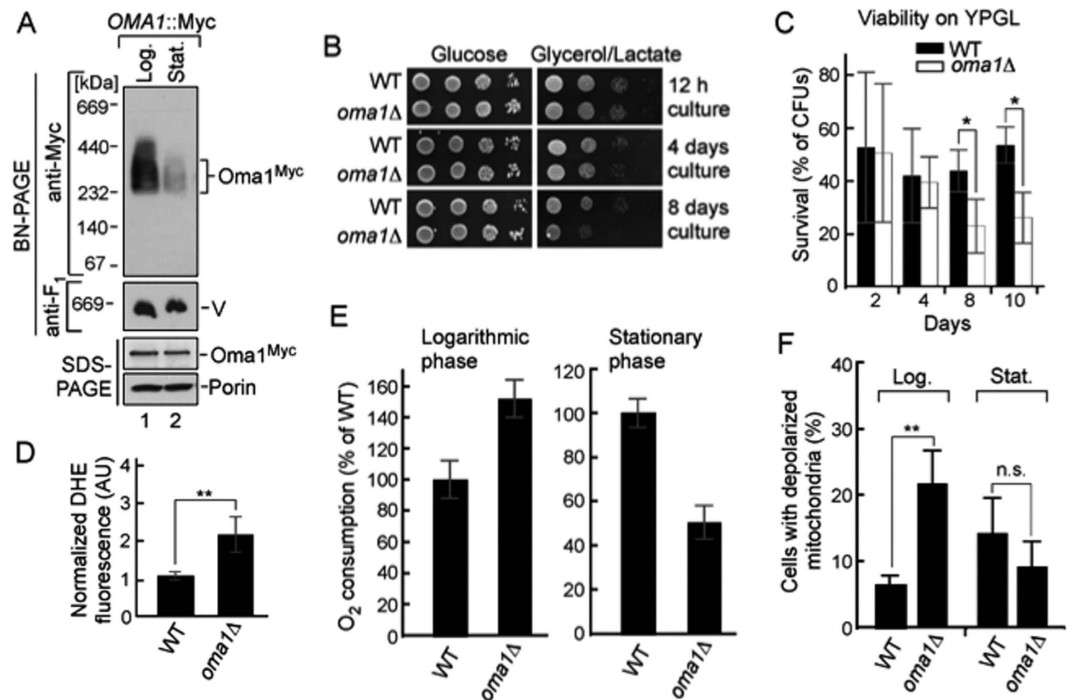 A
OMA1::Myc
Log.
Stat.
[kDa]
669
440
232
140
67
BN-PAGE
anti-Myc
Oma1Myc
anti-F1
669
V
SDS-
PAGE
Oma1Myc
Porin
1 2
B
Glucose Glycerol/Lactate
WT 12 h
oma1Δ culture
WT 4 days
oma1Δ culture
WT 8 days
oma1Δ culture
C
Viability on YPGL
WT
oma1Δ
Survival (% of CFUs)
80
60
40
20
0
*
*
2 4 8 10
Days
D
Normalized DHE
fluorescence (AU)
4
3
2
1
0
**
WT
oma1Δ
E
Logarithmic
phase
O2 consumption (% of WT)
160
140
120
100
80
60
40
20
0
WT
oma1Δ
Stationary
phase
120
100
80
60
40
20
0
WT
oma1Δ
F
Cells with depolarized
mitochondria (%)
40
30
20
10
0
Log. Stat.
**
n.s.
WT
oma1Δ
WT
oma1Δ